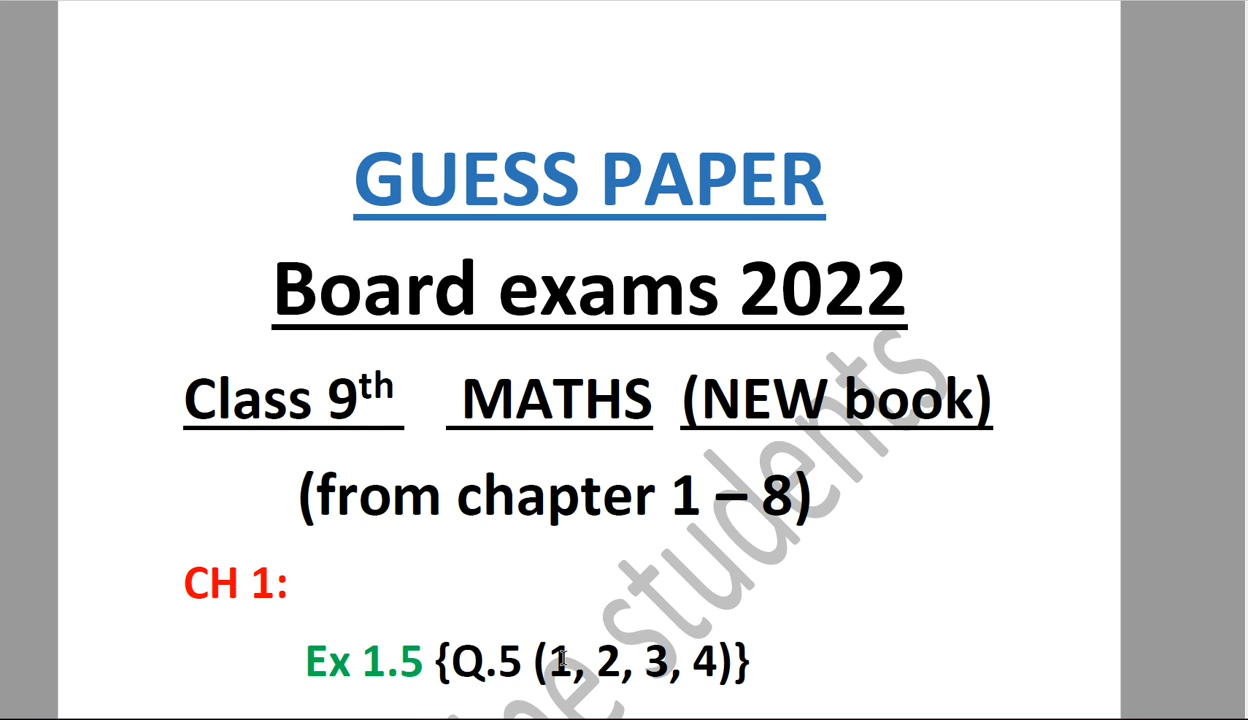 GUESS PAPER
Board exams 2022
Class 9th MATHS (NEW book)
(from chapter 1 – 8)
CH 1:
Ex 1.5 {Q.5 (1, 2, 3, 4)}
students